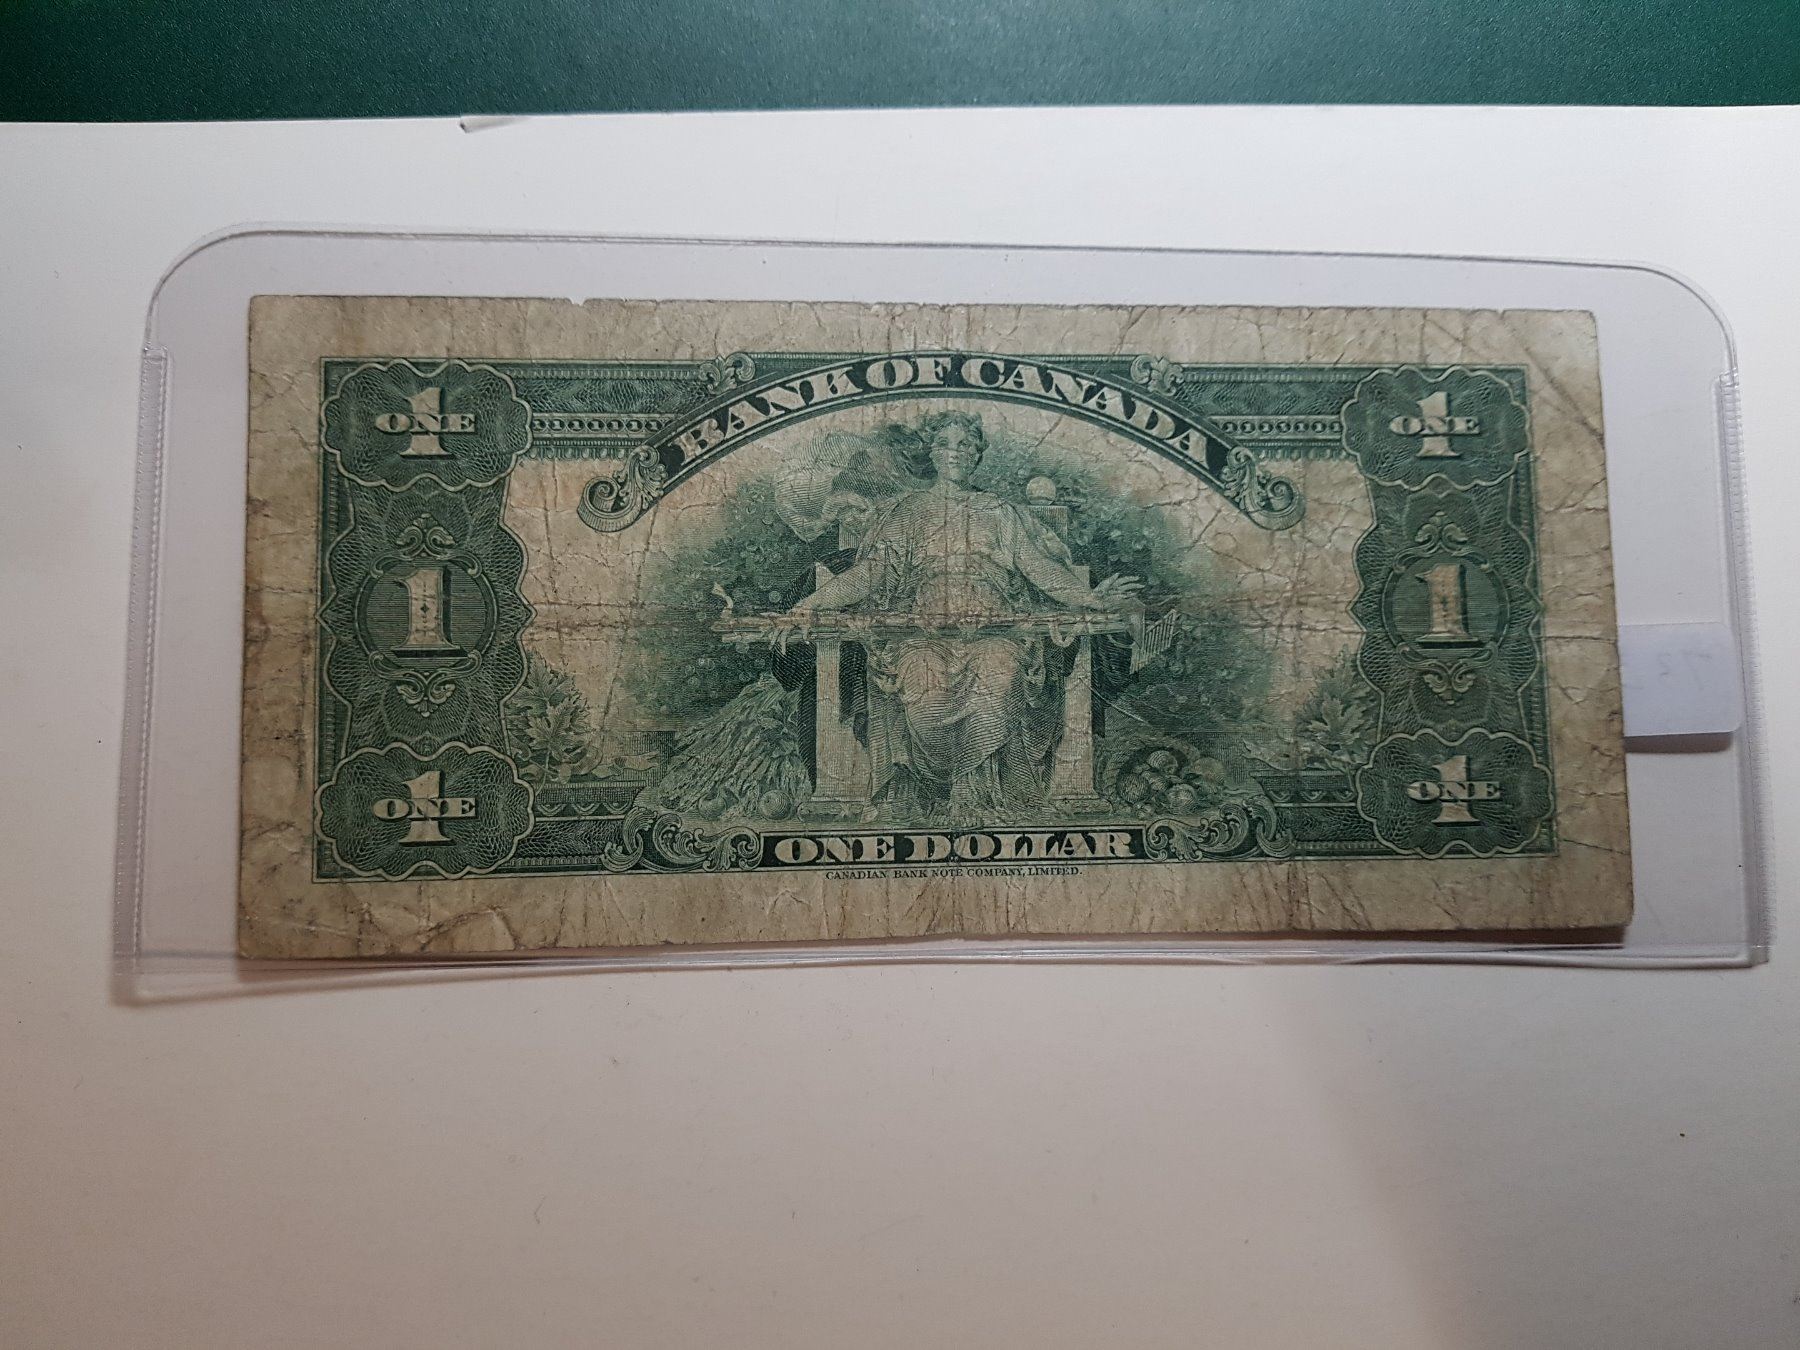 BANK OF CANADA
1 ONE
1 ONE
1
1
1 ONE
1 ONE
ONE DOLLAR
CANADIAN BANK NOTE COMPANY, LIMITED.